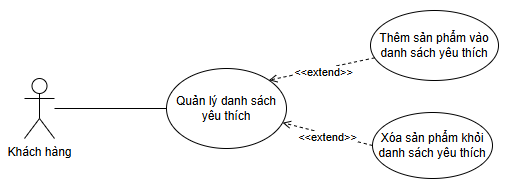 Thêm sản phẩm vào
danh sách yêu thích
<<extend>>
Quản lý danh sách
yêu thích
<<extend>>
Xóa sản phẩm khỏi
danh sách yêu thích
Khách hàng